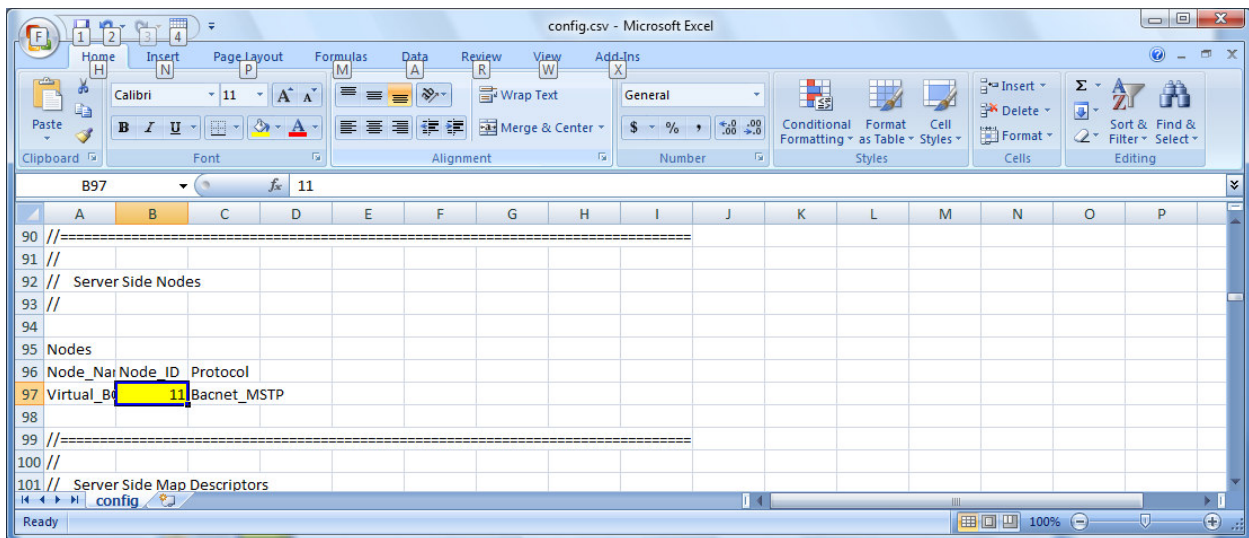 config.csv - Microsoft Excel
F 1 2 3 4
Home Insert Page Layout Formulas Data Review View Add-Ins
H N P M A R W X
Paste
Calibri 11 A A
B I U A
Wrap Text
Merge & Center
General
$ % , .0 .00 .00 .0
Conditional Formatting
Format as Table
Cell Styles
Insert
Delete
Format
Σ
Sort & Filter
Find & Select
Clipboard Font Alignment Number Styles Cells Editing
B97 fx 11
A B C D E F G H I J K L M N O P
90 //===============================================================================
91 //
92 // Server Side Nodes
93 //
94
95 Nodes
96 Node_Nar Node_ID Protocol
97 Virtual_B 11 Bacnet_MSTP
98
99 //===============================================================================
100 //
101 // Server Side Map Descriptors
config
Ready 100%